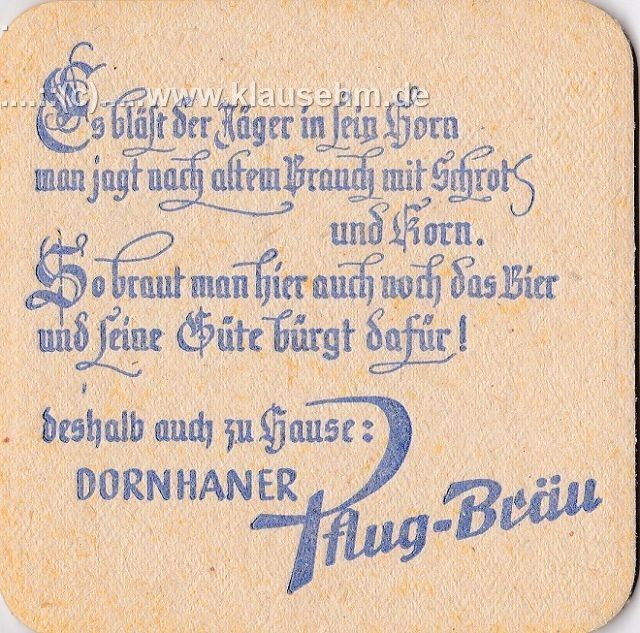 ......(c).... www.klausebm.de
Es bläst der Jäger in sein Horn
man jagt nach altem Brauch mit Schrot
und Korn.
So braut man hier auch noch das Bier
und seine Güte bürgt dafür!
deshalb auch zu Hause:
DORNHANER
Pflug-Bräu